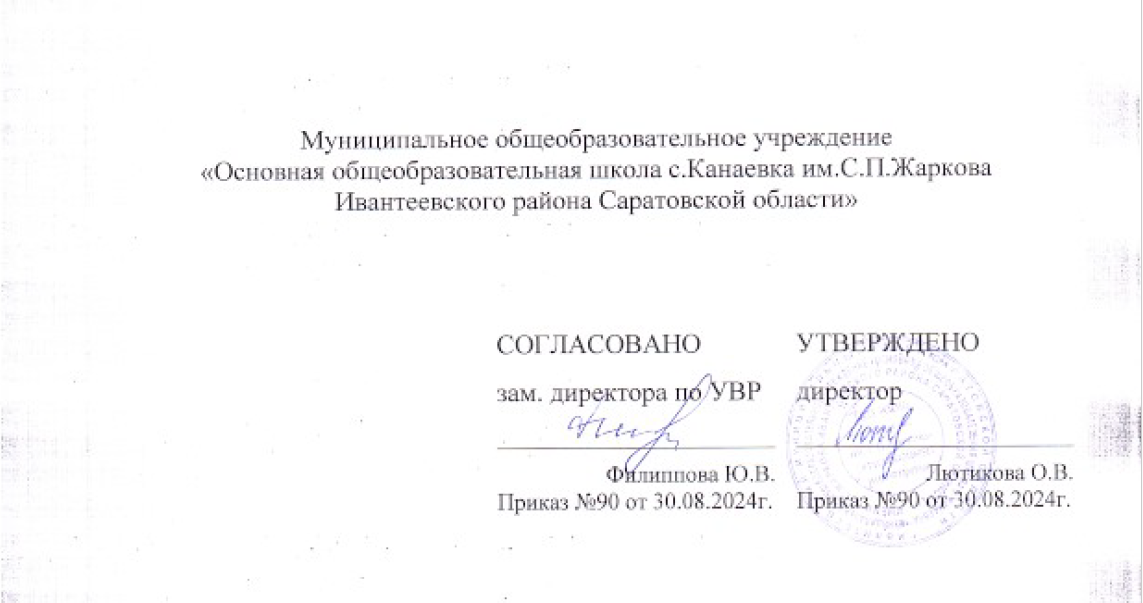 Муниципальное общеобразовательное учреждение
«Основная общеобразовательная школа с.Канаевка им.С.П.Жаркова
Ивантеевского района Саратовской области»
СОГЛАСОВАНО
зам. директора по УВР
Филиппова Ю.В.
Приказ №90 от 30.08.2024г.
УТВЕРЖДЕНО
директор
Лютикова О.В.
Приказ №90 от 30.08.2024г.